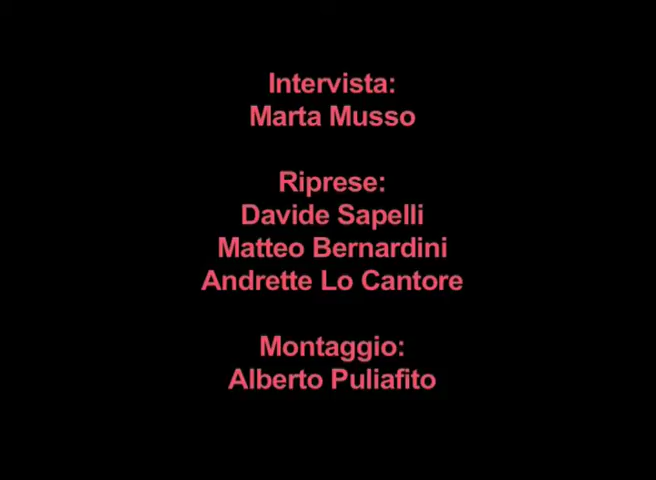 Intervista:
Marta Musso
Riprese:
Davide Sapelli
Matteo Bernardini
Andrette Lo Cantore
Montaggio:
Alberto Puliafito